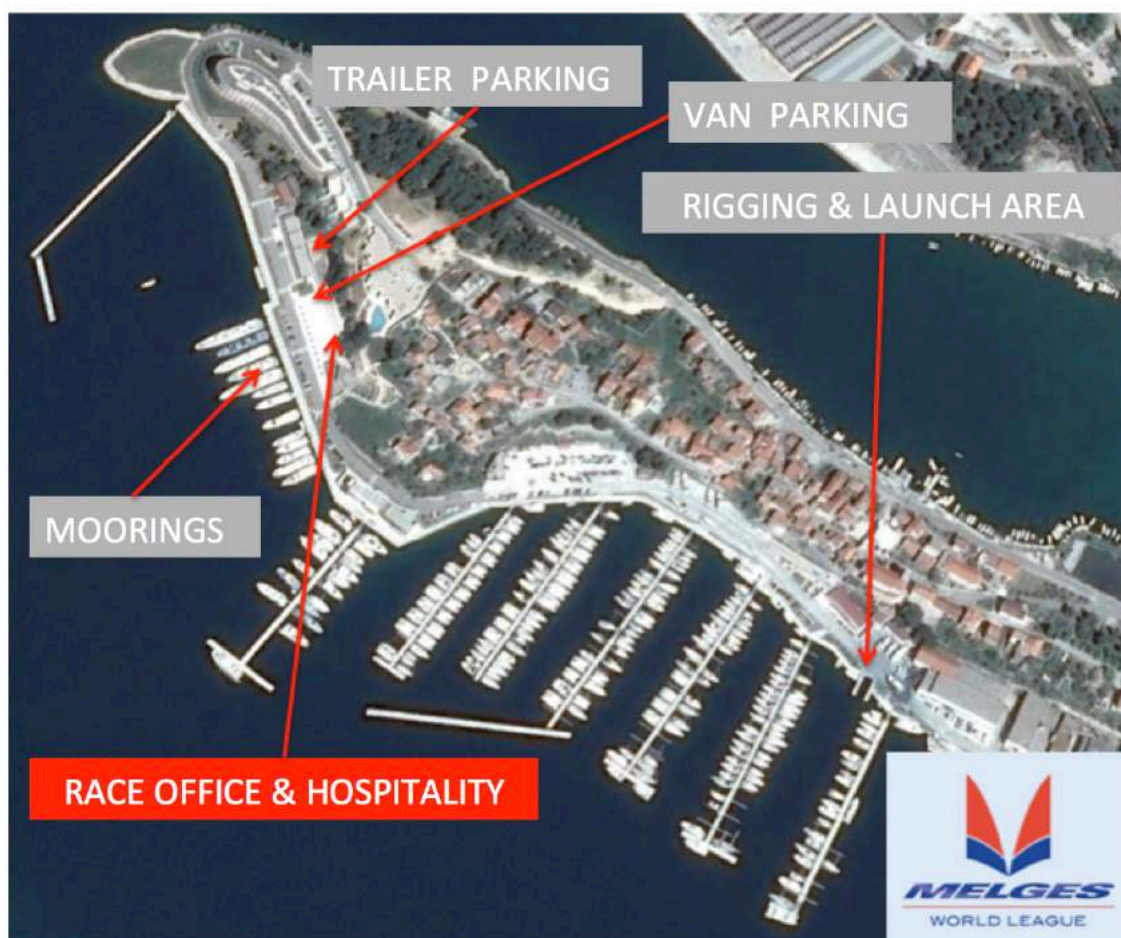 TRAILER PARKING
VAN PARKING
RIGGING & LAUNCH AREA
MOORINGS
RACE OFFICE & HOSPITALITY
MELGES
WORLD LEAGUE